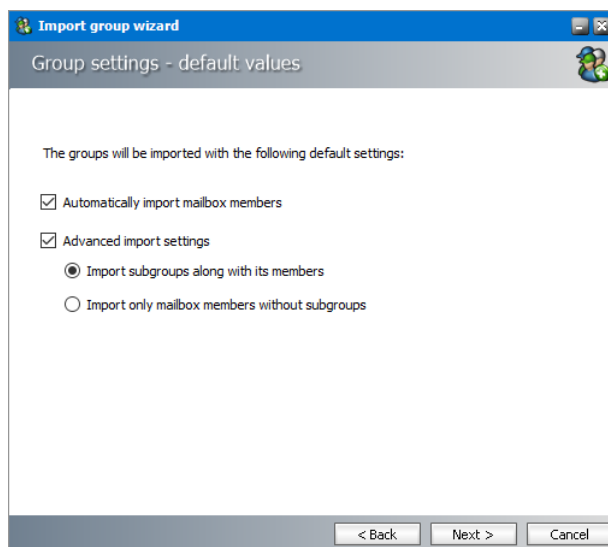 Import group wizard
Group settings - default values
The groups will be imported with the following default settings:
Automatically import mailbox members
Advanced import settings
Import subgroups along with its members
Import only mailbox members without subgroups
< Back
Next >
Cancel